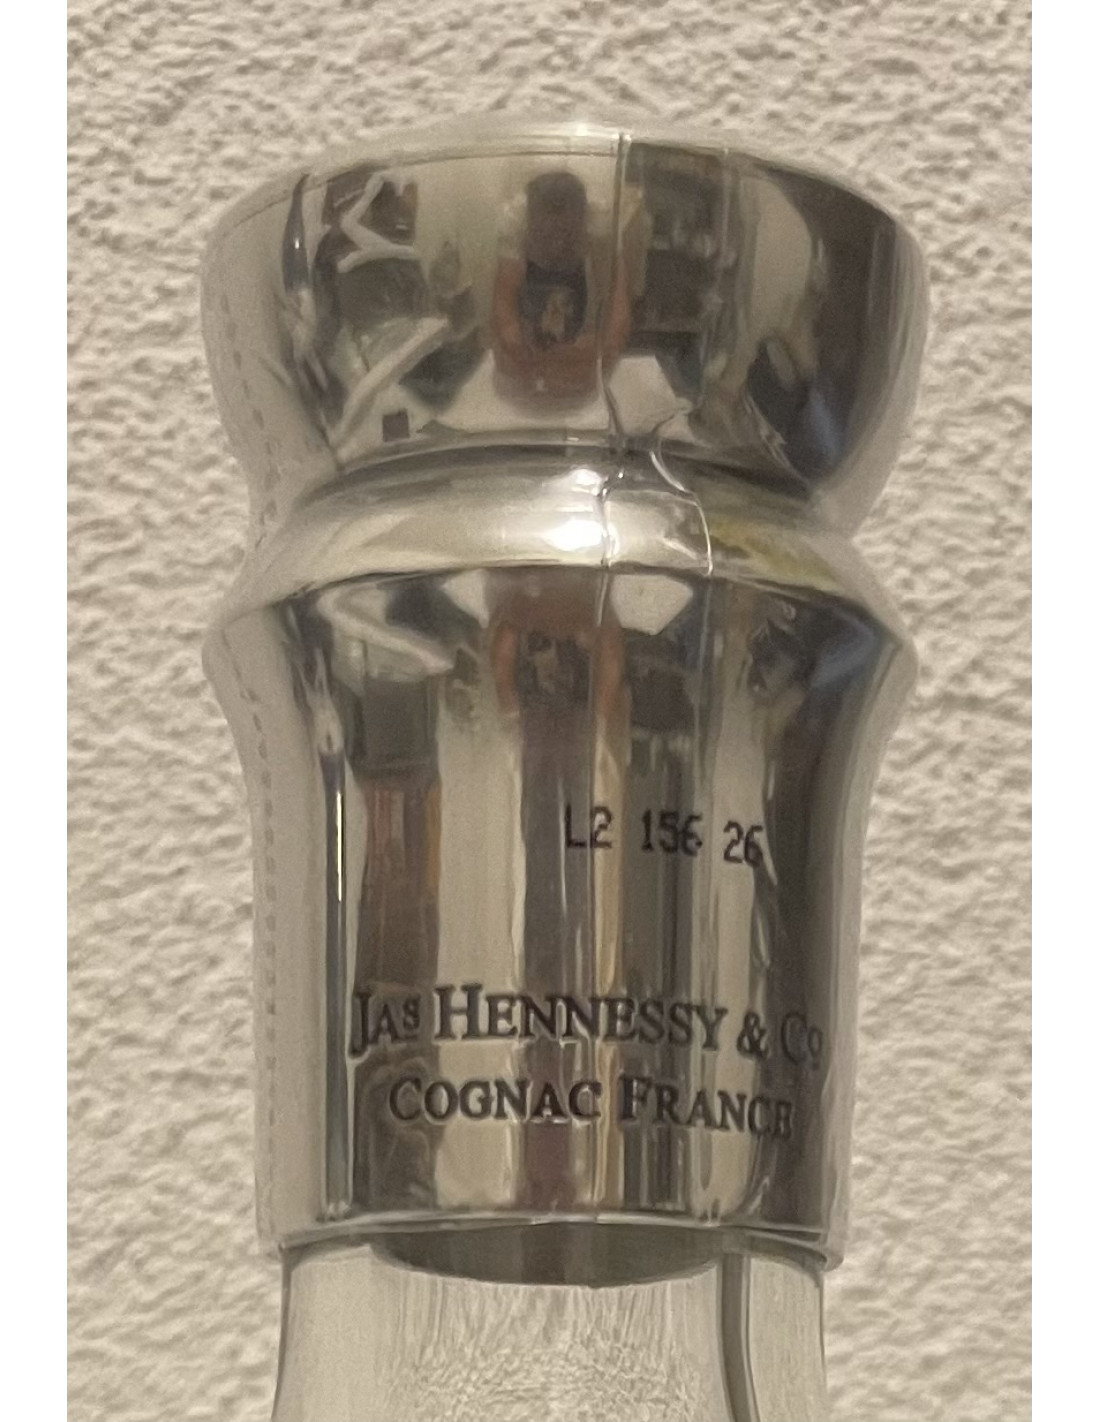 L2 156 26
JAS HENNESSY & Co
COGNAC FRANCE